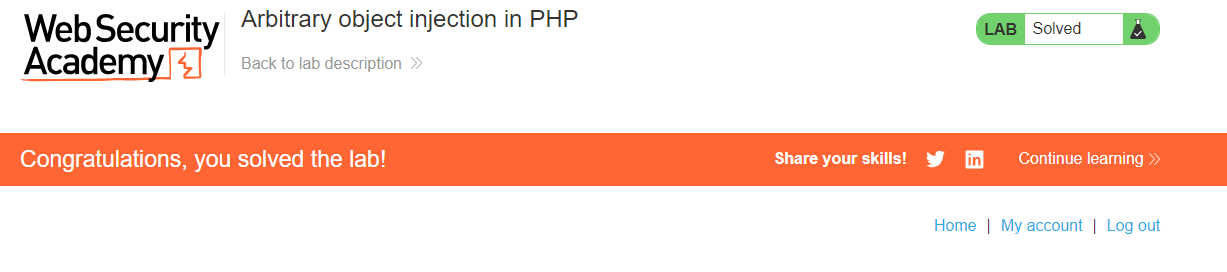 Web Security
Academy
Arbitrary object injection in PHP
Back to lab description
LAB Solved
Congratulations, you solved the lab!
Share your skills!
Continue learning
Home | My account | Log out